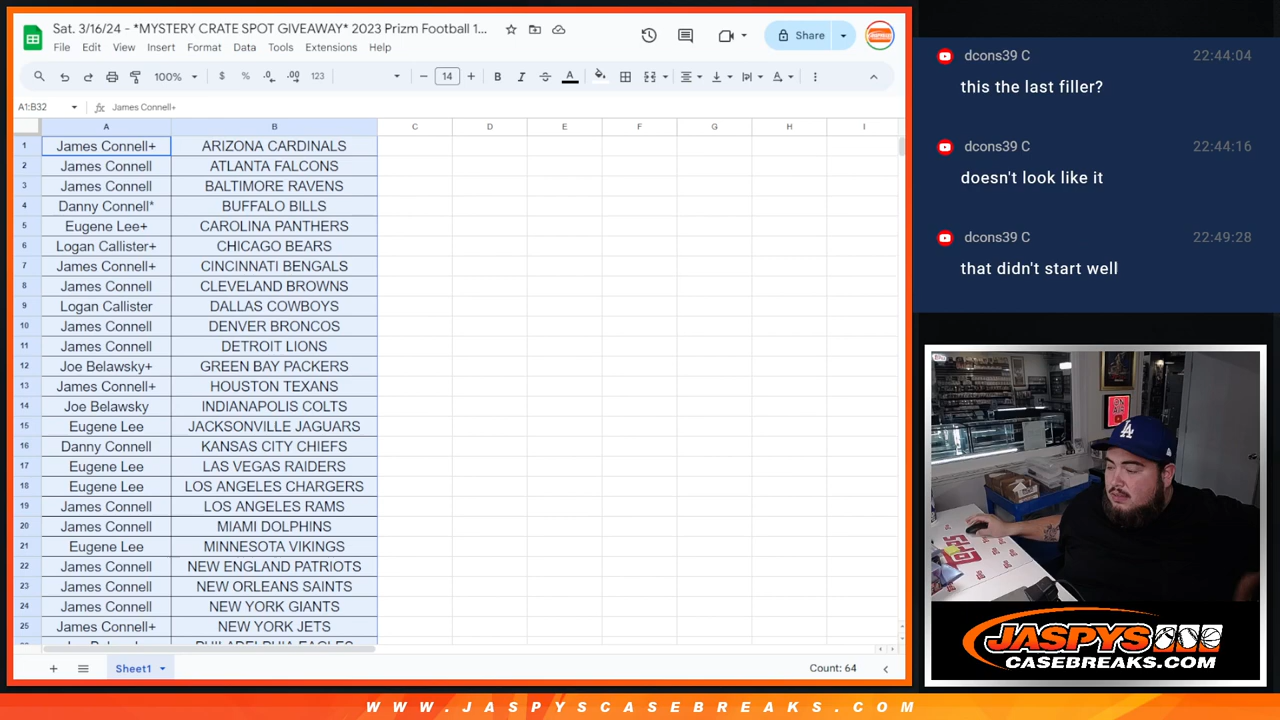 Sat. 3/16/24 - *MYSTERY CRATE SPOT GIVEAWAY* 2023 Prizm Football 1...
File Edit View Insert Format Data Tools Extensions Help
Share
100% $ % .0 .00 123 14 B I A
A1:B32 fx James Connell+
A B C D E F G H I
1 James Connell+ ARIZONA CARDINALS
2 James Connell ATLANTA FALCONS
3 James Connell BALTIMORE RAVENS
4 Danny Connell* BUFFALO BILLS
5 Eugene Lee+ CAROLINA PANTHERS
6 Logan Callister+ CHICAGO BEARS
7 James Connell+ CINCINNATI BENGALS
8 James Connell CLEVELAND BROWNS
9 Logan Callister DALLAS COWBOYS
10 James Connell DENVER BRONCOS
11 James Connell DETROIT LIONS
12 Joe Belawsky+ GREEN BAY PACKERS
13 James Connell+ HOUSTON TEXANS
14 Joe Belawsky INDIANAPOLIS COLTS
15 Eugene Lee JACKSONVILLE JAGUARS
16 Danny Connell KANSAS CITY CHIEFS
17 Eugene Lee LAS VEGAS RAIDERS
18 Eugene Lee LOS ANGELES CHARGERS
19 James Connell LOS ANGELES RAMS
20 James Connell MIAMI DOLPHINS
21 Eugene Lee MINNESOTA VIKINGS
22 James Connell NEW ENGLAND PATRIOTS
23 James Connell NEW ORLEANS SAINTS
24 James Connell NEW YORK GIANTS
25 James Connell+ NEW YORK JETS
Sheet1
Count: 64
dcons39 C 22:44:04
this the last filler?
dcons39 C 22:44:16
doesn't look like it
dcons39 C 22:49:28
that didn't start well
ON AIR
LA
TOPPS
JASPYS
CASEBREAKS.COM
WWW.JASPYSCASEBREAKS.COM